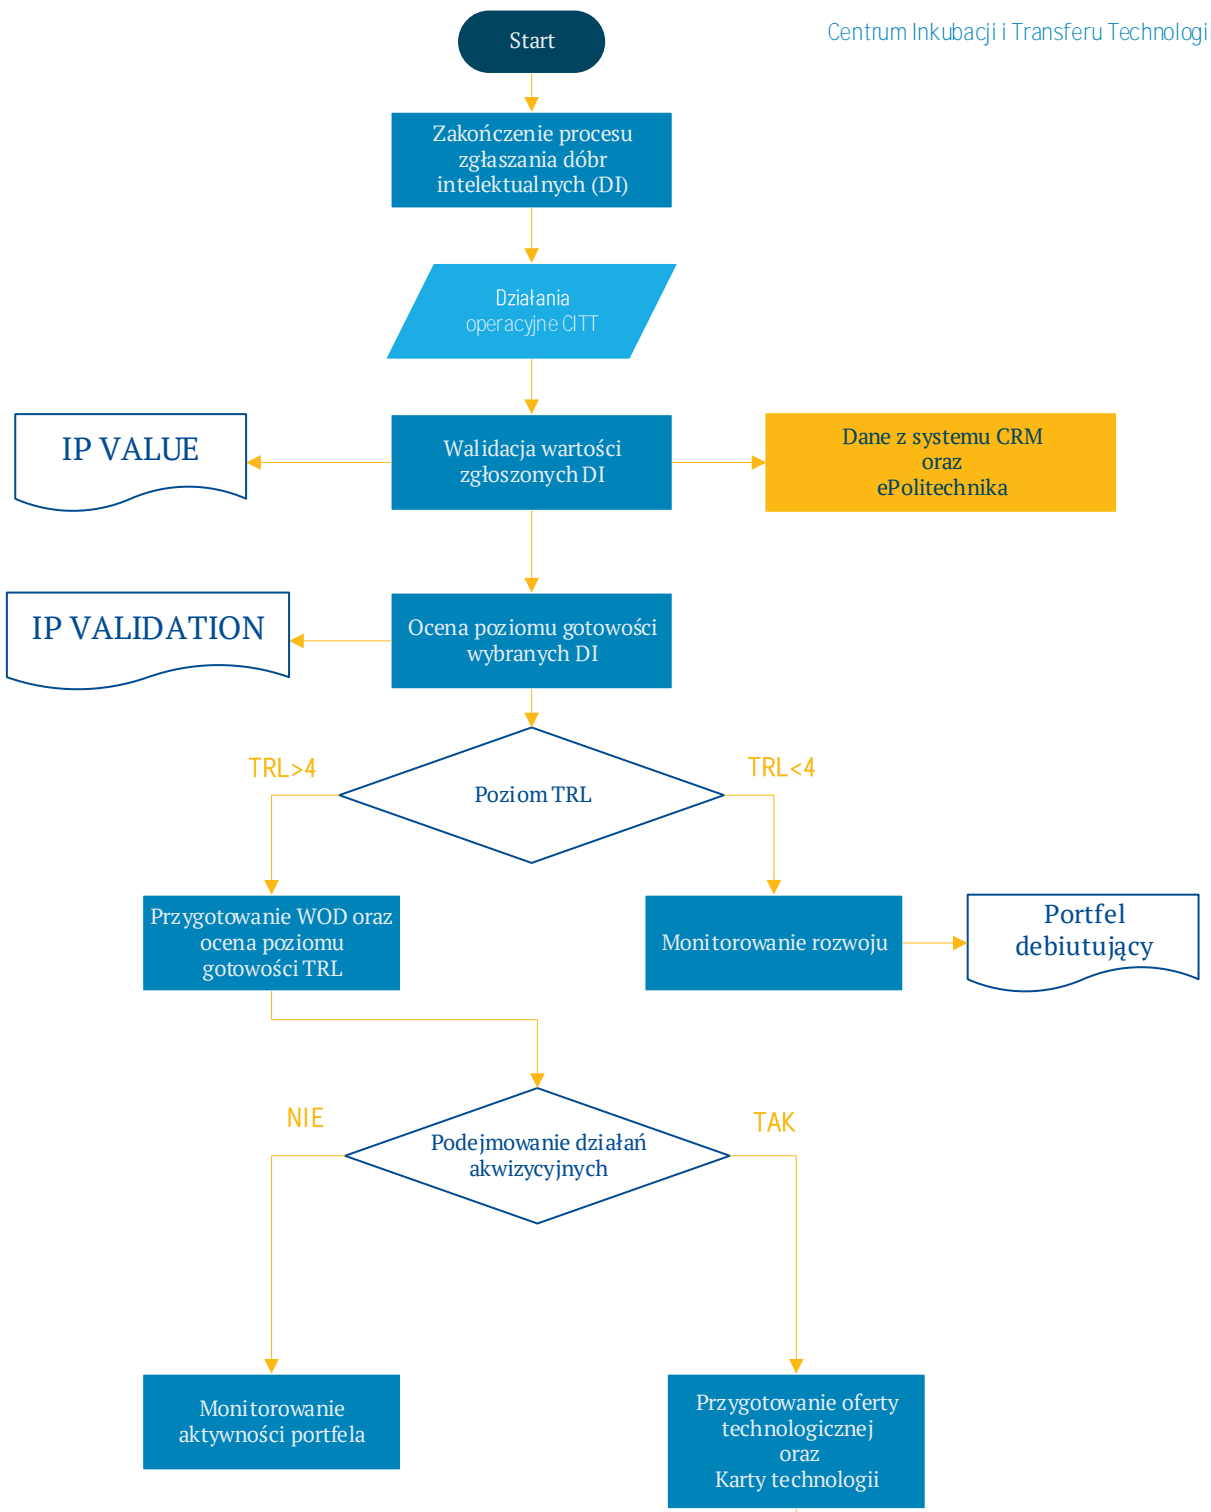 Start
Centrum Inkubacji i Transferu Technologii
Zakończenie procesu
zgłaszania dóbr
intelektualnych (DI)
Działania
operacyjne CITT
IP VALUE
Walidacja wartości
zgłoszonych DI
Dane z systemu CRM
oraz
ePolitechnika
IP VALIDATION
Ocena poziomu gotowości
wybranych DI
TRL>4
TRL<4
Poziom TRL
Przygotowanie WOD oraz
ocena poziomu
gotowości TRL
Monitorowanie rozwoju
Portfel
debiutujący
NIE
TAK
Podejmowanie działań
akwizycyjnych
Monitorowanie
aktywności portfela
Przygotowanie oferty
technologicznej
oraz
Karty technologii